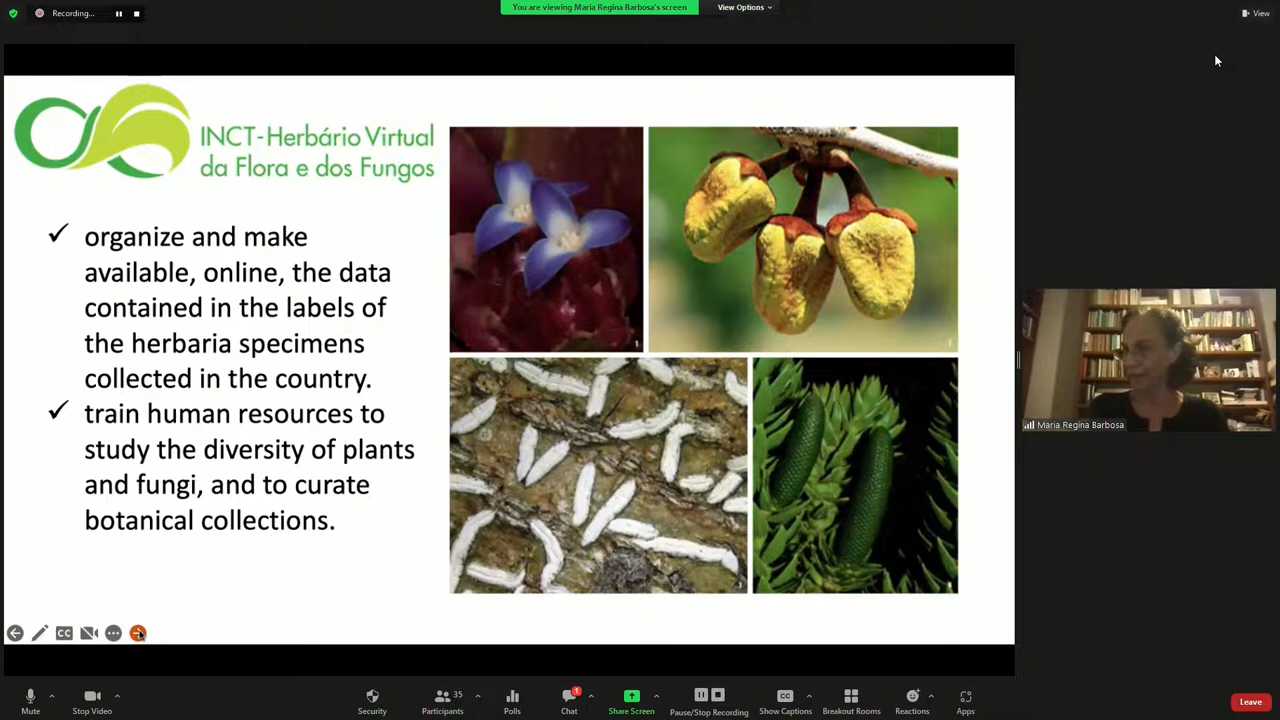 Recording...
You are viewing Maria Regina Barbosa's screen
View Options
View
INCT-Herbário Virtual
da Flora e dos Fungos
✓ organize and make
available, online, the data
contained in the labels of
the herbaria specimens
collected in the country.
✓ train human resources to
study the diversity of plants
and fungi, and to curate
botanical collections.
Maria Regina Barbosa
CC
Mute
Stop Video
Security
Participants
35
Polls
Chat
1
Share Screen
Pause/Stop Recording
CC
Show Captions
Breakout Rooms
Reactions
Apps
Leave